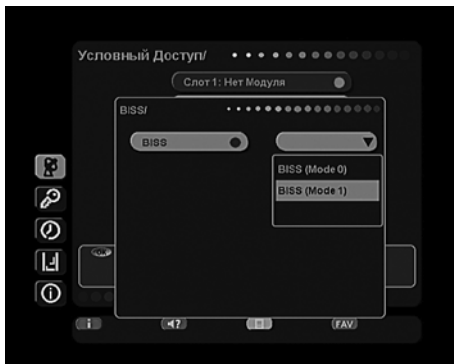 Условный Доступ/
Слот 1: Нет Модуля
BISS/
BISS
BISS (Mode 0)
BISS (Mode 1)
i
?
FAV